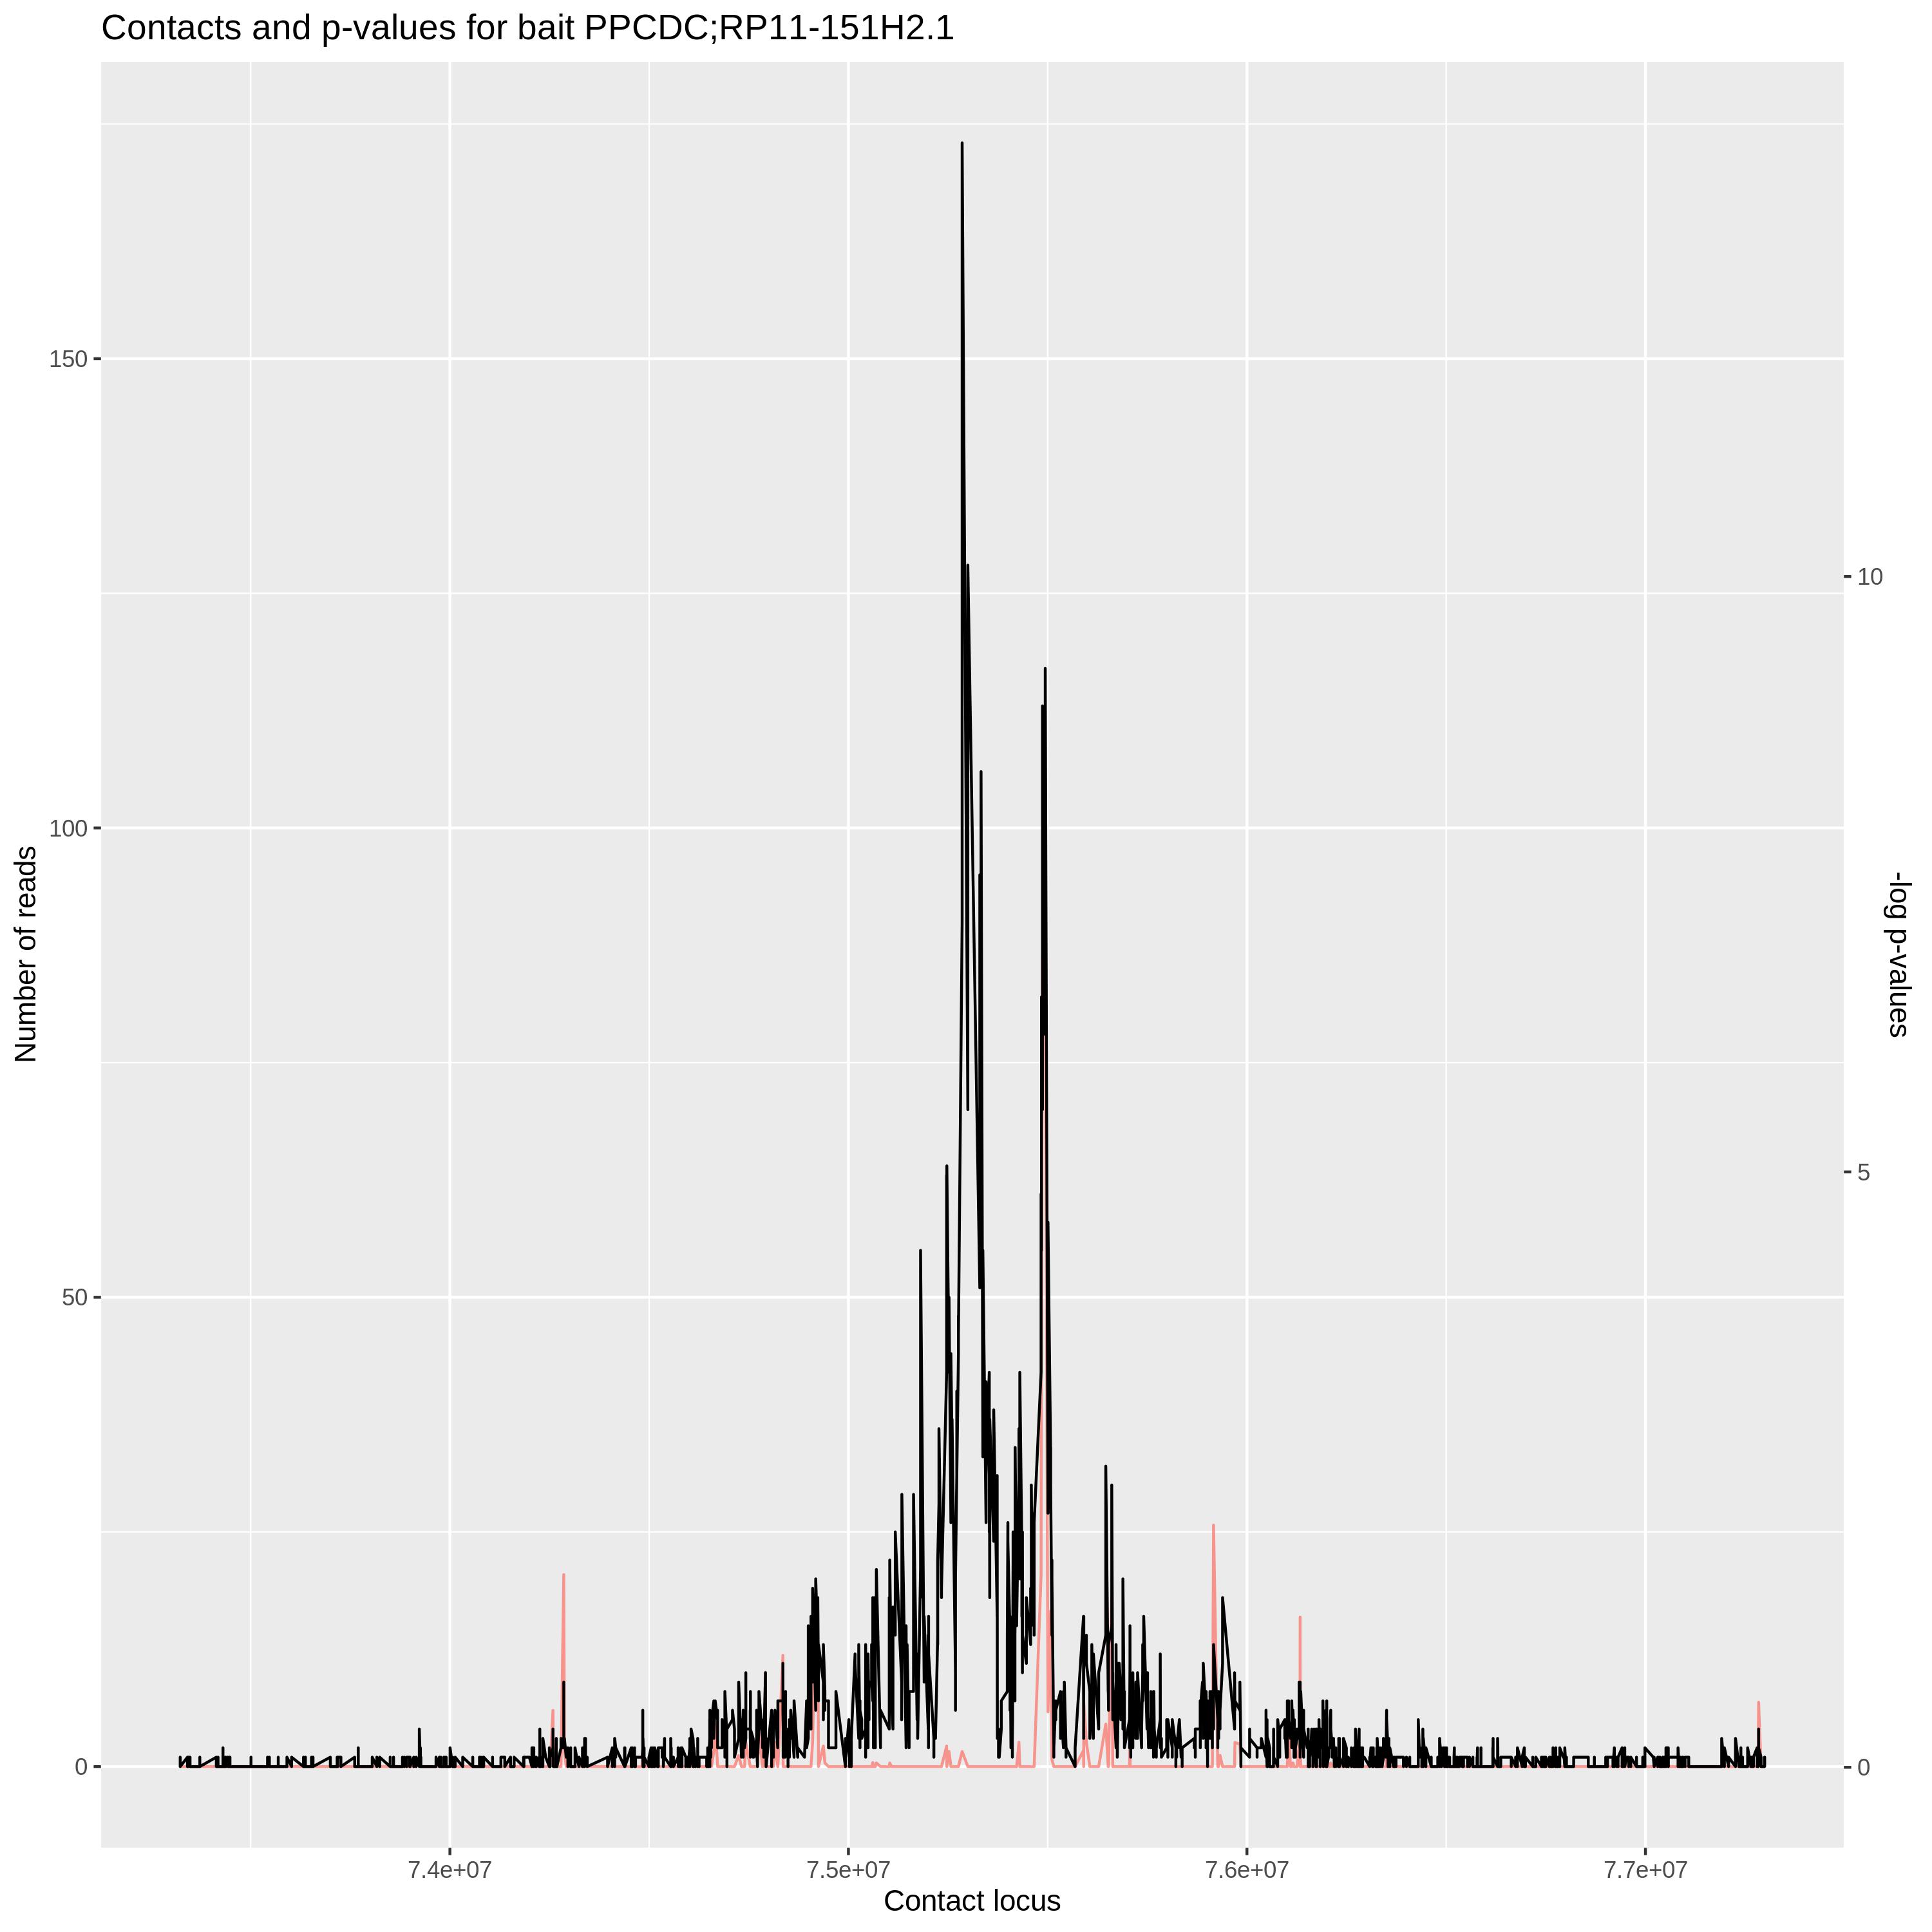 Contacts and p-values for bait PPCDC;RP11-151H2.1
150
100
50
0
Number of reads
10
5
0
-log p-values
7.4e+07
7.5e+07
7.6e+07
7.7e+07
Contact locus